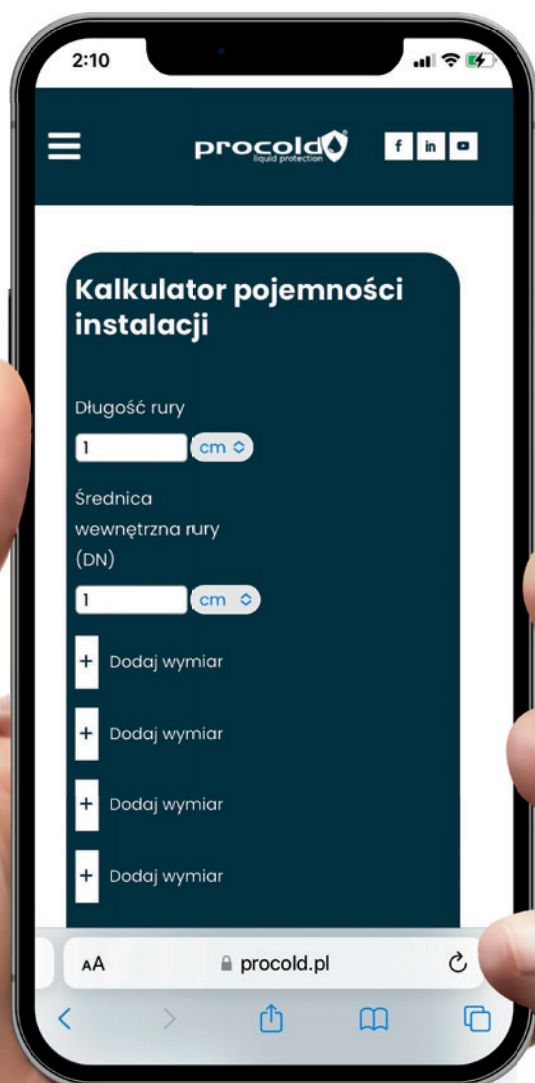 2:10
procold
liquid protection
f in
Kalkulator pojemności
instalacji
Długość rury
1 cm
Średnica
wewnętrzna rury
(DN)
1 cm
+ Dodaj wymiar
+ Dodaj wymiar
+ Dodaj wymiar
+ Dodaj wymiar
AA procold.pl